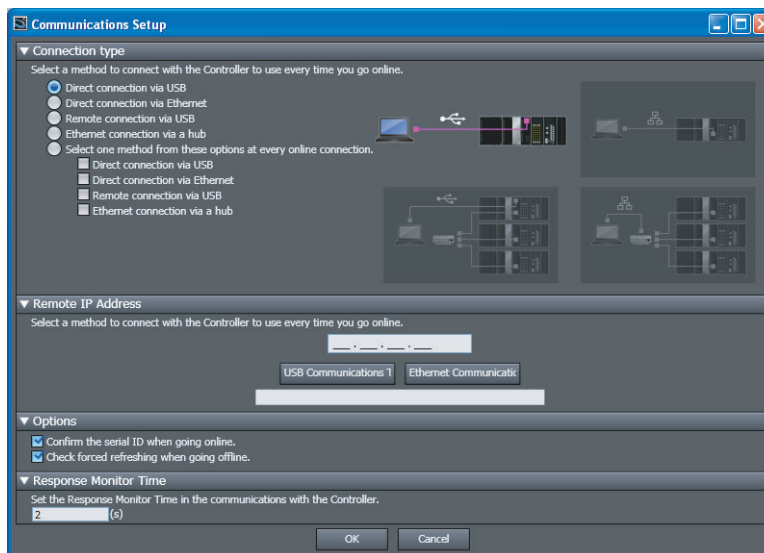 Communications Setup
Connection type
Select a method to connect with the Controller to use every time you go online.
Direct connection via USB
Direct connection via Ethernet
Remote connection via USB
Ethernet connection via a hub
Select one method from these options at every online connection.
Direct connection via USB
Direct connection via Ethernet
Remote connection via USB
Ethernet connection via a hub
Remote IP Address
Select a method to connect with the Controller to use every time you go online.
___ . ___ . ___ . ___
USB Communications T Ethernet Communicatic
Options
Confirm the serial ID when going online.
Check forced refreshing when going offline.
Response Monitor Time
Set the Response Monitor Time in the communications with the Controller.
2 (s)
OK Cancel